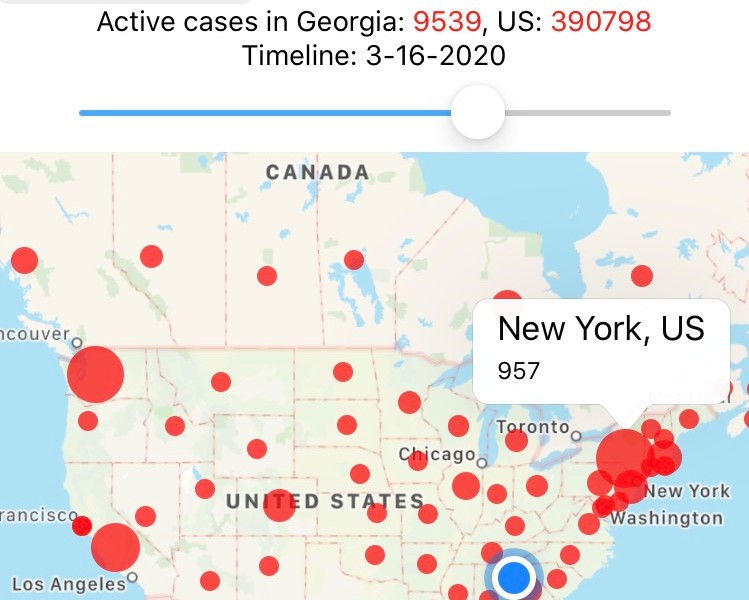 Active cases in Georgia: 9539, US: 390798
Timeline: 3-16-2020
CANADA
ncouver
New York, US
957
Toronto
Chicago
UNITED STATES
New York
rancisco
Washington
Los Angeles